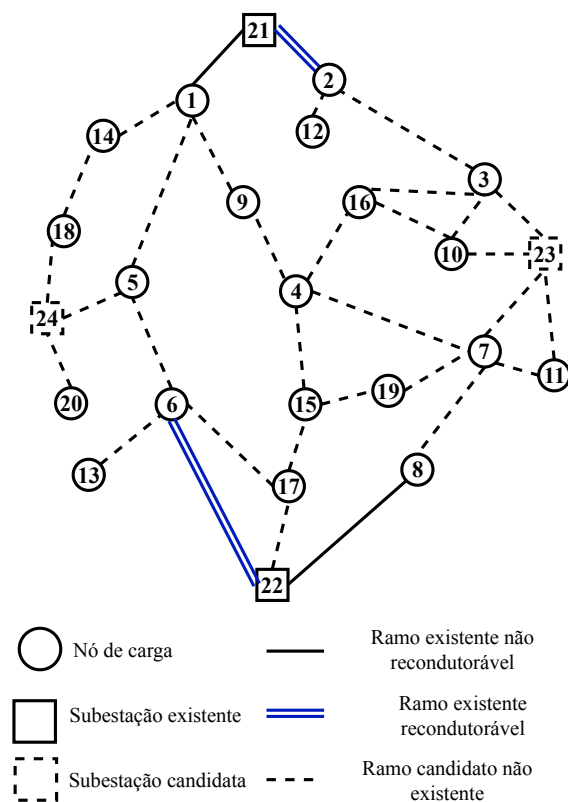 21
2
1
14
12
3
16
9
18
10
23
5
4
24
7
11
20
6
15
19
13
17
8
22
Nó de carga
Ramo existente não
recondutorável
Subestação existente
Ramo existente
recondutorável
Subestação candidata
Ramo candidato não
existente